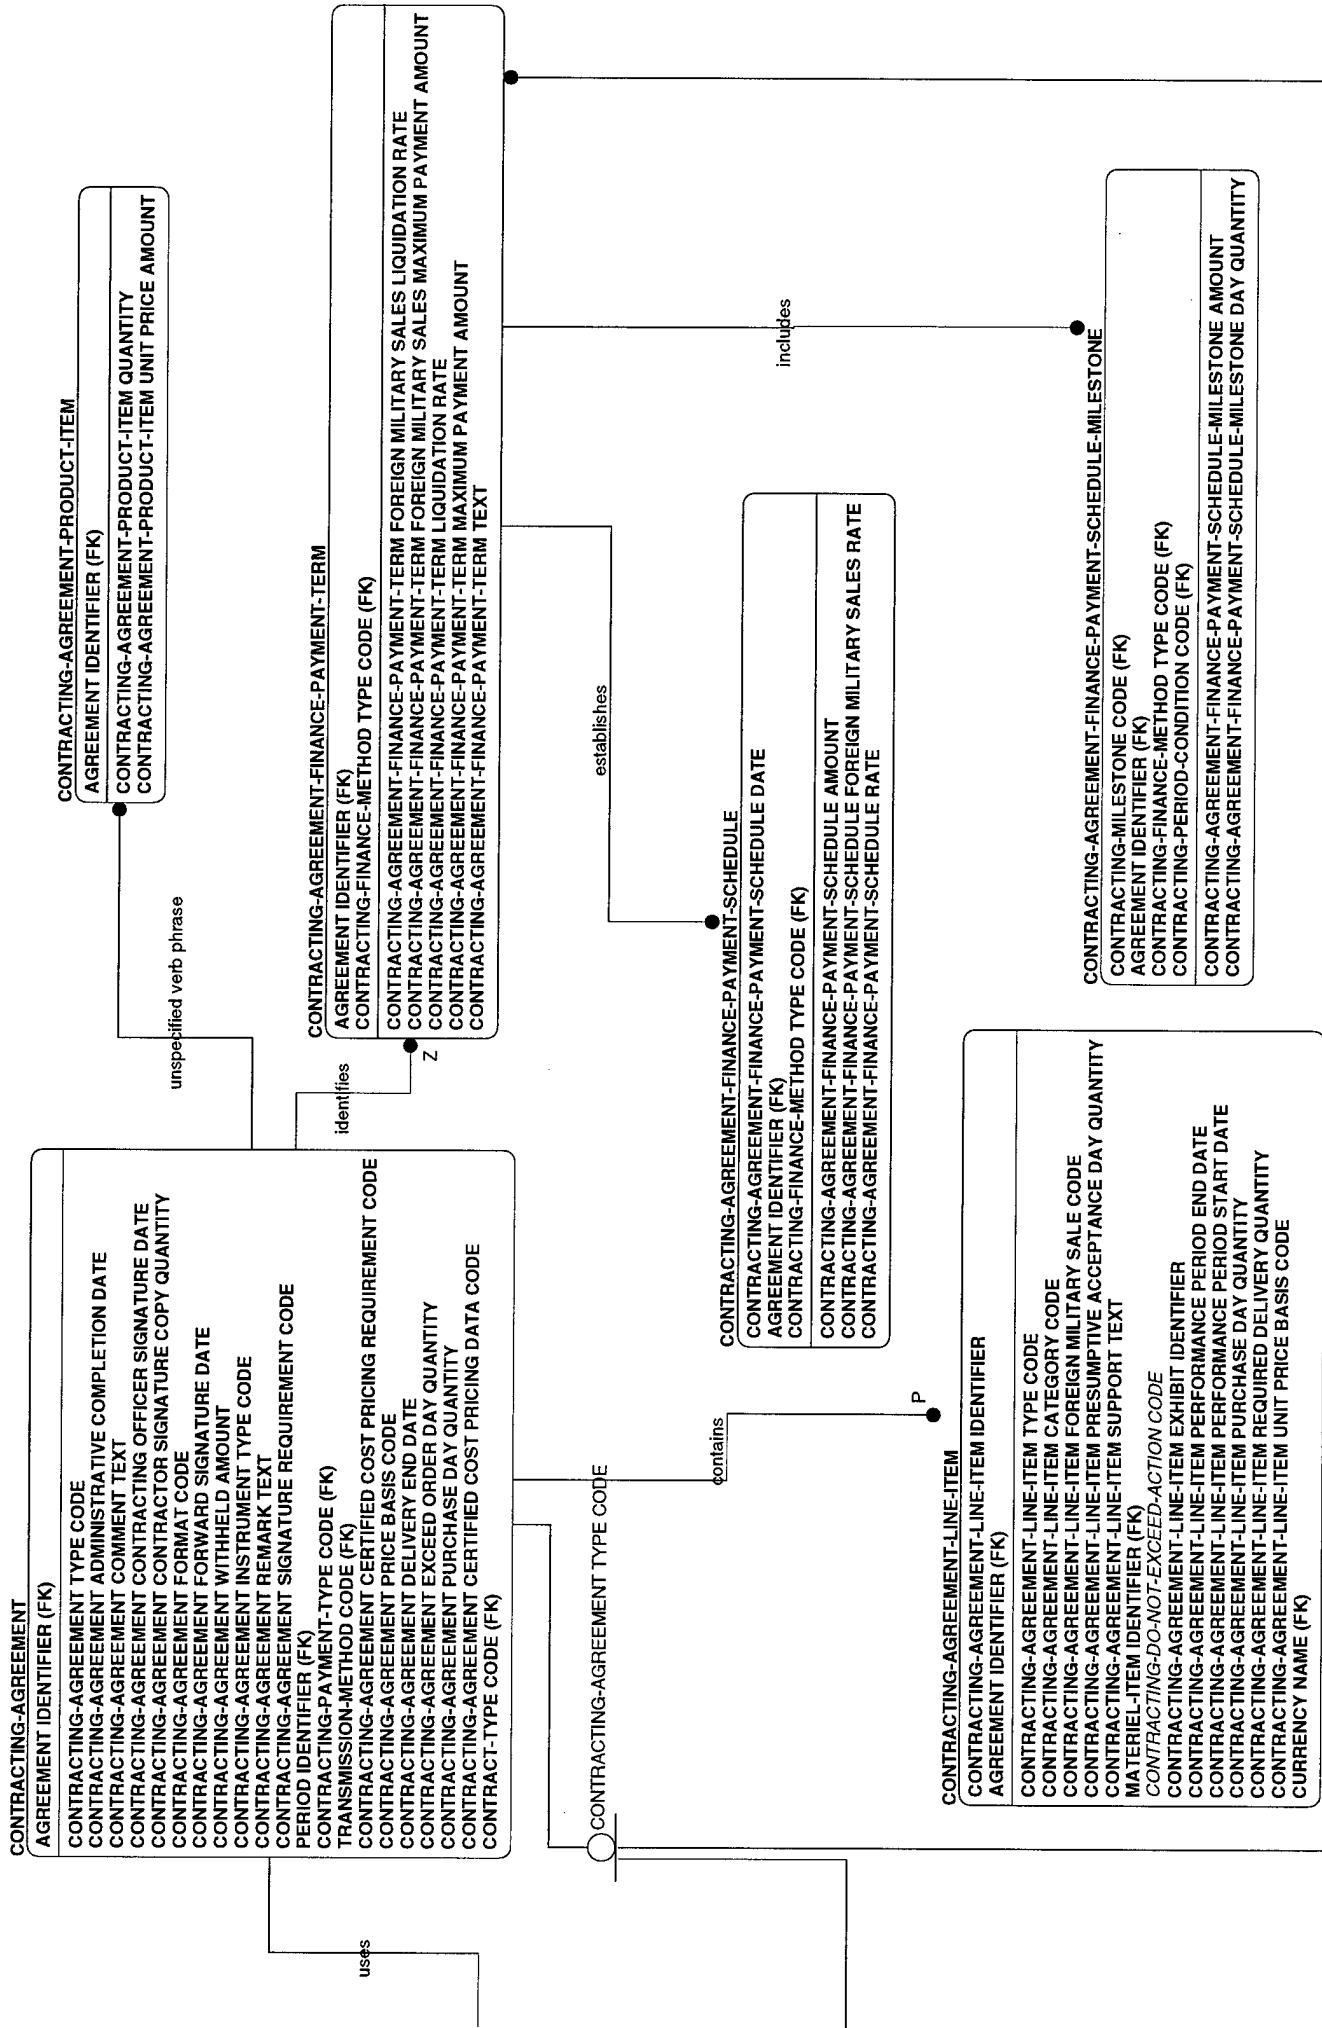 CONTRACTING-AGREEMENT
AGREEMENT IDENTIFIER (FK)
CONTRACTING-AGREEMENT TYPE CODE
CONTRACTING-AGREEMENT ADMINISTRATIVE COMPLETION DATE
CONTRACTING-AGREEMENT COMMENT TEXT
CONTRACTING-AGREEMENT CONTRACTING OFFICER SIGNATURE DATE
CONTRACTING-AGREEMENT CONTRACTOR SIGNATURE COPY QUANTITY
CONTRACTING-AGREEMENT FORMAT CODE
CONTRACTING-AGREEMENT FORWARD SIGNATURE DATE
CONTRACTING-AGREEMENT WITHHELD AMOUNT
CONTRACTING-AGREEMENT INSTRUMENT TYPE CODE
CONTRACTING-AGREEMENT REMARK TEXT
CONTRACTING-AGREEMENT SIGNATURE REQUIREMENT CODE
PERIOD IDENTIFIER (FK)
CONTRACTING-PAYMENT-TYPE CODE (FK)
TRANSMISSION-METHOD CODE (FK)
CONTRACTING-AGREEMENT CERTIFIED COST PRICING REQUIREMENT CODE
CONTRACTING-AGREEMENT PRICE BASIS CODE
CONTRACTING-AGREEMENT DELIVERY END DATE
CONTRACTING-AGREEMENT EXCEED ORDER DAY QUANTITY
CONTRACTING-AGREEMENT PURCHASE DAY QUANTITY
CONTRACTING-AGREEMENT CERTIFIED COST PRICING DATA CODE
CONTRACT-TYPE CODE (FK)
uses
unspecified verb phrase
identifies
Z
CONTRACTING-AGREEMENT-PRODUCT-ITEM
AGREEMENT IDENTIFIER (FK)
CONTRACTING-AGREEMENT-PRODUCT-ITEM QUANTITY
CONTRACTING-AGREEMENT-PRODUCT-ITEM UNIT PRICE AMOUNT
CONTRACTING-AGREEMENT-FINANCE-PAYMENT-TERM
AGREEMENT IDENTIFIER (FK)
CONTRACTING-FINANCE-METHOD TYPE CODE (FK)
CONTRACTING-AGREEMENT-FINANCE-PAYMENT-TERM FOREIGN MILITARY SALES LIQUIDATION RATE
CONTRACTING-AGREEMENT-FINANCE-PAYMENT-TERM FOREIGN MILITARY SALES MAXIMUM PAYMENT AMOUNT
CONTRACTING-AGREEMENT-FINANCE-PAYMENT-TERM LIQUIDATION RATE
CONTRACTING-AGREEMENT-FINANCE-PAYMENT-TERM MAXIMUM PAYMENT AMOUNT
CONTRACTING-AGREEMENT-FINANCE-PAYMENT-TERM TEXT
CONTRACTING-AGREEMENT TYPE CODE
contains
P
establishes
includes
CONTRACTING-AGREEMENT-FINANCE-PAYMENT-SCHEDULE
CONTRACTING-AGREEMENT-FINANCE-PAYMENT-SCHEDULE DATE
AGREEMENT IDENTIFIER (FK)
CONTRACTING-FINANCE-METHOD TYPE CODE (FK)
CONTRACTING-AGREEMENT-FINANCE-PAYMENT-SCHEDULE AMOUNT
CONTRACTING-AGREEMENT-FINANCE-PAYMENT-SCHEDULE FOREIGN MILITARY SALES RATE
CONTRACTING-AGREEMENT-FINANCE-PAYMENT-SCHEDULE RATE
CONTRACTING-AGREEMENT-LINE-ITEM
CONTRACTING-AGREEMENT-LINE-ITEM IDENTIFIER
AGREEMENT IDENTIFIER (FK)
CONTRACTING-AGREEMENT-LINE-ITEM TYPE CODE
CONTRACTING-AGREEMENT-LINE-ITEM CATEGORY CODE
CONTRACTING-AGREEMENT-LINE-ITEM FOREIGN MILITARY SALE CODE
CONTRACTING-AGREEMENT-LINE-ITEM PRESUMPTIVE ACCEPTANCE DAY QUANTITY
CONTRACTING-AGREEMENT-LINE-ITEM SUPPORT TEXT
MATERIEL-ITEM IDENTIFIER (FK)
CONTRACTING-DO-NOT-EXCEED-ACTION CODE
CONTRACTING-AGREEMENT-LINE-ITEM EXHIBIT IDENTIFIER
CONTRACTING-AGREEMENT-LINE-ITEM PERFORMANCE PERIOD END DATE
CONTRACTING-AGREEMENT-LINE-ITEM PERFORMANCE PERIOD START DATE
CONTRACTING-AGREEMENT-LINE-ITEM PURCHASE DAY QUANTITY
CONTRACTING-AGREEMENT-LINE-ITEM REQUIRED DELIVERY QUANTITY
CONTRACTING-AGREEMENT-LINE-ITEM UNIT PRICE BASIS CODE
CURRENCY NAME (FK)
CONTRACTING-AGREEMENT-FINANCE-PAYMENT-SCHEDULE-MILESTONE
CONTRACTING-MILESTONE CODE (FK)
AGREEMENT IDENTIFIER (FK)
CONTRACTING-FINANCE-METHOD TYPE CODE (FK)
CONTRACTING-PERIOD-CONDITION CODE (FK)
CONTRACTING-AGREEMENT-FINANCE-PAYMENT-SCHEDULE-MILESTONE AMOUNT
CONTRACTING-AGREEMENT-FINANCE-PAYMENT-SCHEDULE-MILESTONE DAY QUANTITY